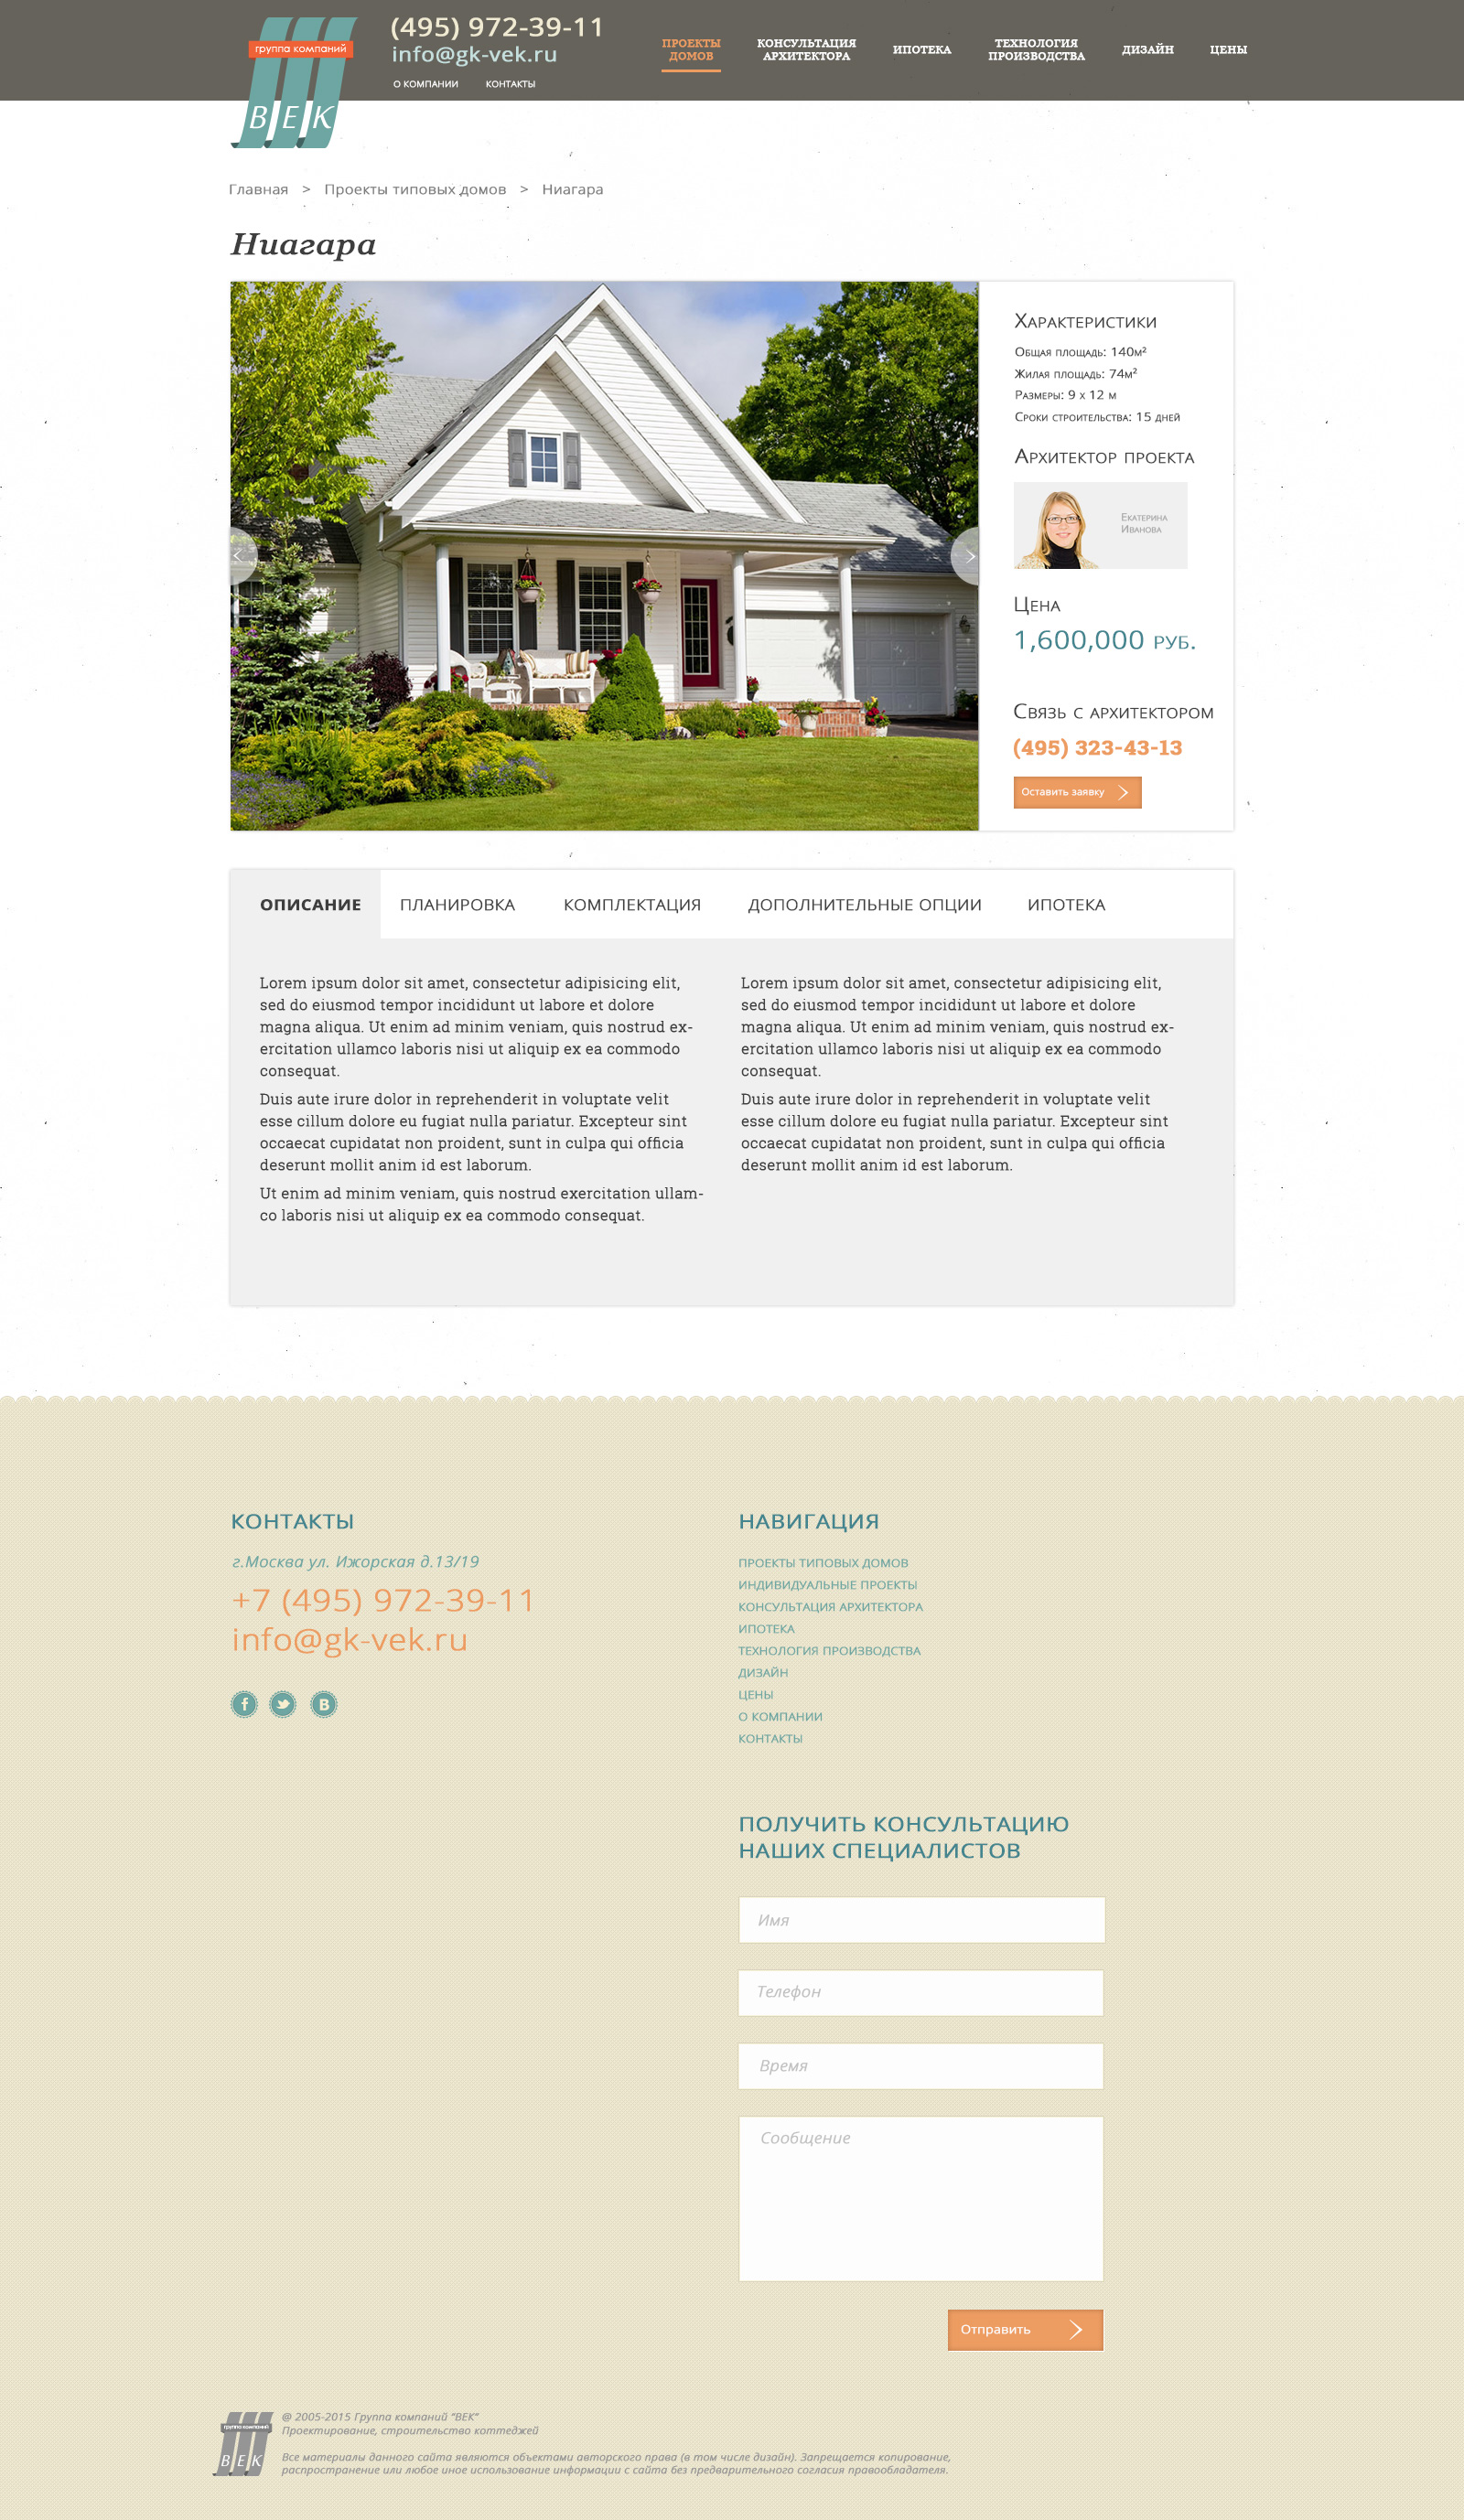 группа компаний
ВЕК
(495) 972-39-11
info@gk-vek.ru
О КОМПАНИИ
КОНТАКТЫ
ПРОЕКТЫ
ДОМОВ
КОНСУЛЬТАЦИЯ
АРХИТЕКТОРА
ИПОТЕКА
ТЕХНОЛОГИЯ
ПРОИЗВОДСТВА
ДИЗАЙН
ЦЕНЫ
Главная > Проекты типовых домов > Ниагара
Ниагара
Характеристики
Общая площадь: 140м²
Жилая площадь: 74м²
Размеры: 9 х 12 м
Сроки строительства: 15 дней
Архитектор проекта
Екатерина
Иванова
Цена
1,600,000 руб.
Связь с архитектором
(495) 323-43-13
Оставить заявку
ОПИСАНИЕ
ПЛАНИРОВКА
КОМПЛЕКТАЦИЯ
ДОПОЛНИТЕЛЬНЫЕ ОПЦИИ
ИПОТЕКА
Lorem ipsum dolor sit amet, consectetur adipisicing elit,
sed do eiusmod tempor incididunt ut labore et dolore
magna aliqua. Ut enim ad minim veniam, quis nostrud ex-
ercitation ullamco laboris nisi ut aliquip ex ea commodo
consequat.
Duis aute irure dolor in reprehenderit in voluptate velit
esse cillum dolore eu fugiat nulla pariatur. Excepteur sint
occaecat cupidatat non proident, sunt in culpa qui officia
deserunt mollit anim id est laborum.
Ut enim ad minim veniam, quis nostrud exercitation ullam-
co laboris nisi ut aliquip ex ea commodo consequat.
Lorem ipsum dolor sit amet, consectetur adipisicing elit,
sed do eiusmod tempor incididunt ut labore et dolore
magna aliqua. Ut enim ad minim veniam, quis nostrud ex-
ercitation ullamco laboris nisi ut aliquip ex ea commodo
consequat.
Duis aute irure dolor in reprehenderit in voluptate velit
esse cillum dolore eu fugiat nulla pariatur. Excepteur sint
occaecat cupidatat non proident, sunt in culpa qui officia
deserunt mollit anim id est laborum.
КОНТАКТЫ
г.Москва ул. Ижорская д.13/19
+7 (495) 972-39-11
info@gk-vek.ru
НАВИГАЦИЯ
ПРОЕКТЫ ТИПОВЫХ ДОМОВ
ИНДИВИДУАЛЬНЫЕ ПРОЕКТЫ
КОНСУЛЬТАЦИЯ АРХИТЕКТОРА
ИПОТЕКА
ТЕХНОЛОГИЯ ПРОИЗВОДСТВА
ДИЗАЙН
ЦЕНЫ
О КОМПАНИИ
КОНТАКТЫ
ПОЛУЧИТЬ КОНСУЛЬТАЦИЮ
НАШИХ СПЕЦИАЛИСТОВ
Имя
Телефон
Время
Сообщение
Отправить
группа компаний
ВЕК
@ 2005-2015 Группа компаний "ВЕК"
Проектирование, строительство коттеджей
Все материалы данного сайта являются объектами авторского права (в том числе дизайн). Запрещается копирование,
распространение или любое иное использование информации с сайта без предварительного согласия правообладателя.